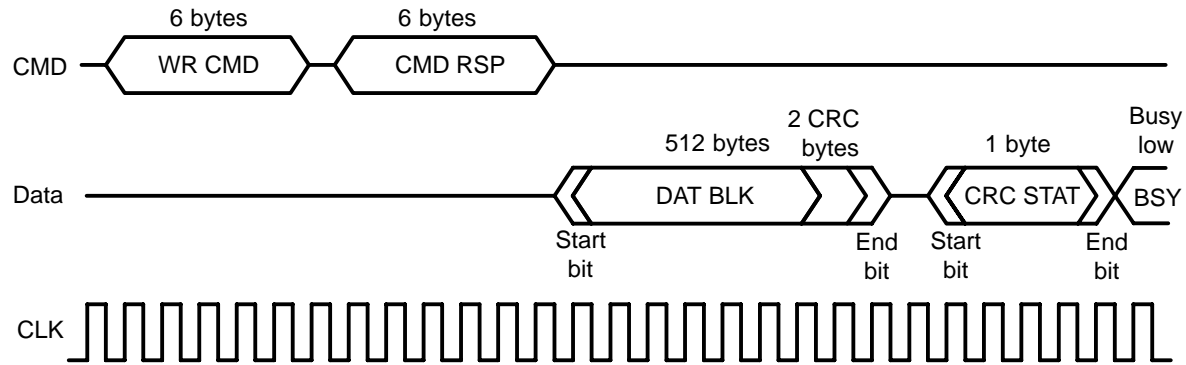 6 bytes
6 bytes
CMD
WR CMD
CMD RSP
2 CRC
bytes
Busy
low
512 bytes
1 byte
Data
DAT BLK
CRC STAT
BSY
Start
bit
End
bit
Start
bit
End
bit
CLK